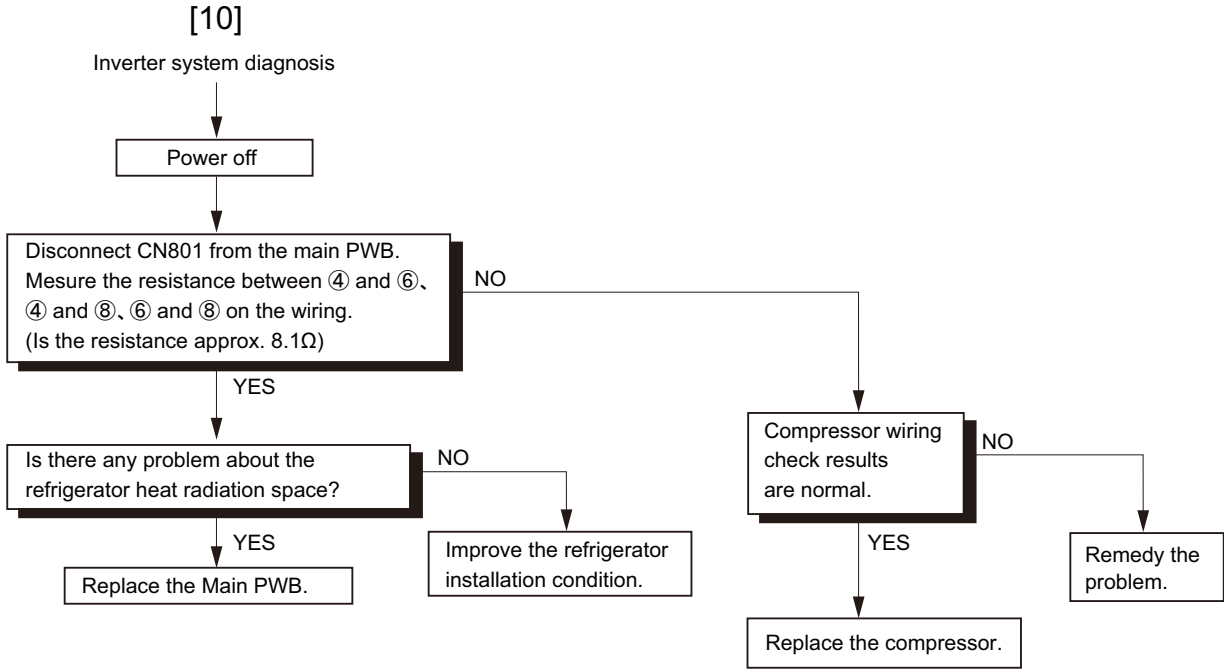 [10]
Inverter system diagnosis
Power off
Disconnect CN801 from the main PWB.
Mesure the resistance between ④ and ⑥、
④ and ⑧、⑥ and ⑧ on the wiring.
(Is the resistance approx. 8.1Ω)
NO
YES
Is there any problem about the
refrigerator heat radiation space?
NO
YES
Replace the Main PWB.
Improve the refrigerator
installation condition.
Compressor wiring
check results
are normal.
NO
YES
Remedy the
problem.
Replace the compressor.